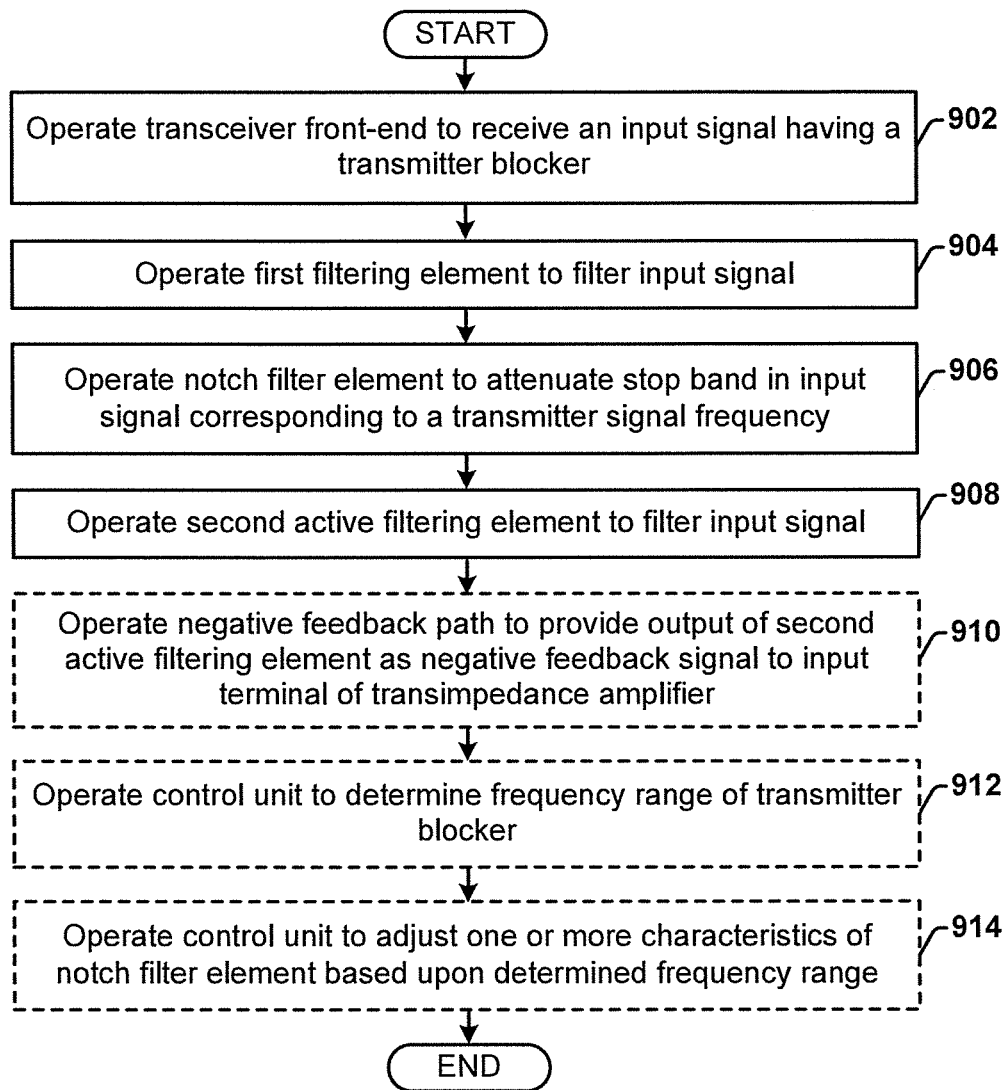 START
Operate transceiver front-end to receive an input signal having a
transmitter blocker
902
Operate first filtering element to filter input signal
904
Operate notch filter element to attenuate stop band in input
signal corresponding to a transmitter signal frequency
906
Operate second active filtering element to filter input signal
908
Operate negative feedback path to provide output of second
active filtering element as negative feedback signal to input
terminal of transimpedance amplifier
910
Operate control unit to determine frequency range of transmitter
blocker
912
Operate control unit to adjust one or more characteristics of
notch filter element based upon determined frequency range
914
END